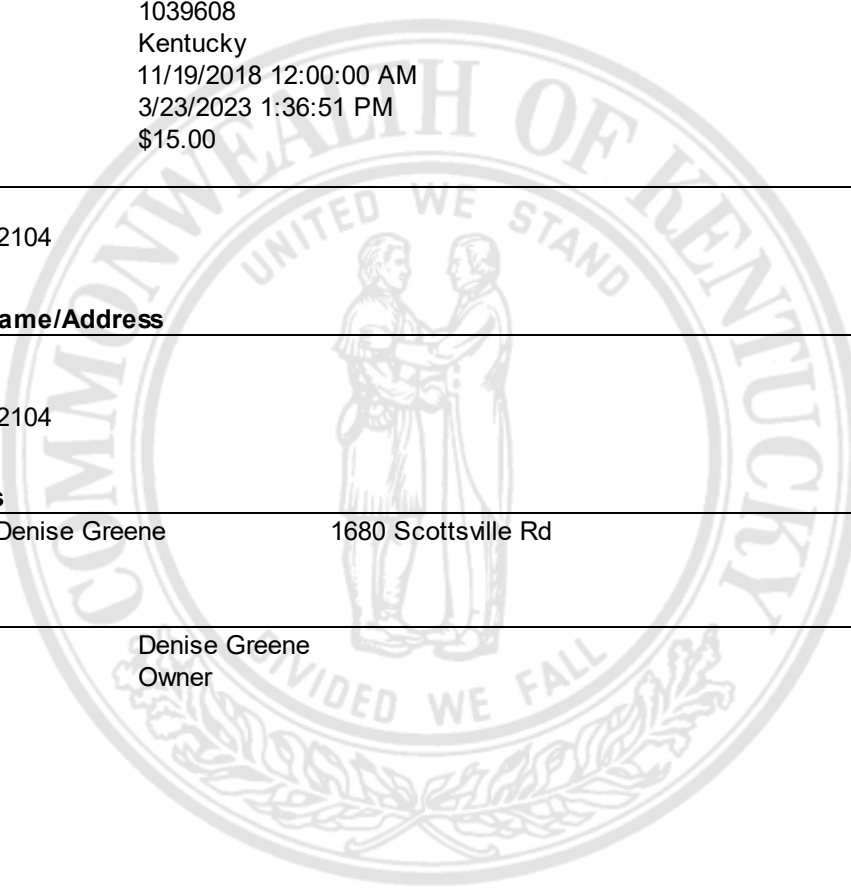 1039608
Kentucky
11/19/2018 12:00:00 AM
3/23/2023 1:36:51 PM
$15.00
2104
ame/Address
2104
s
Denise Greene 1680 Scottsville Rd
Denise Greene
Owner
COMMONWEALTH OF KENTUCKY
UNITED WE STAND
DIVIDED WE FALL